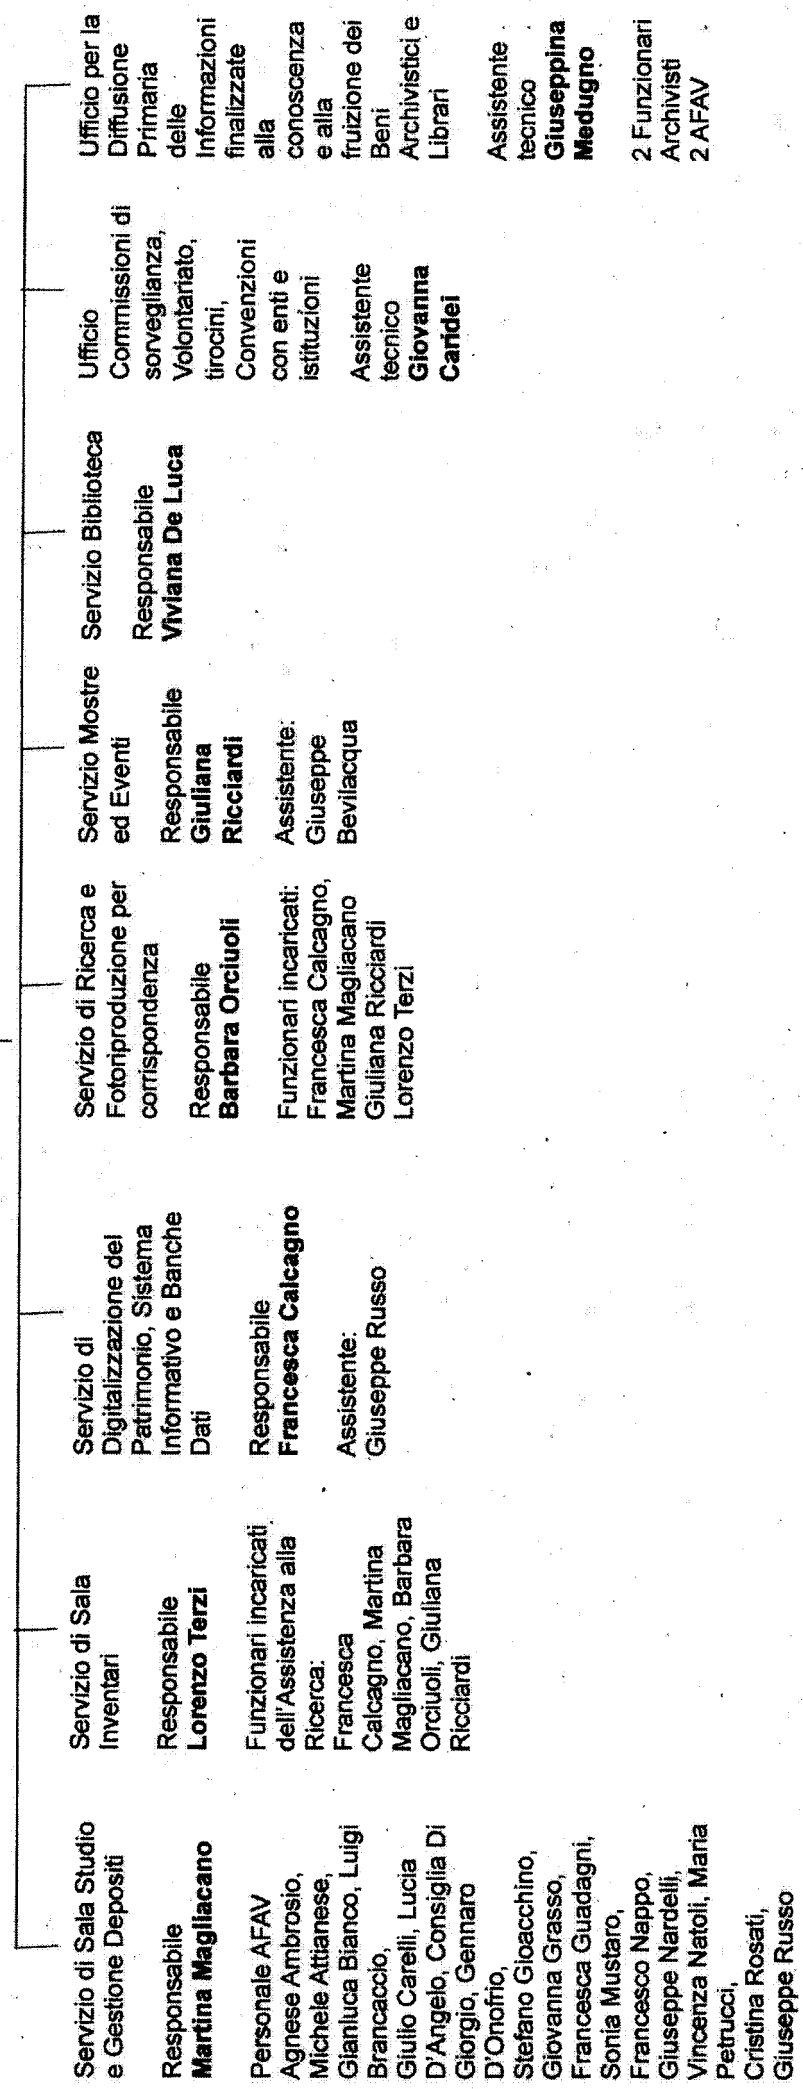 Servizio di Sala Studio
e Gestione Depositi
Responsabile
Martina Magliacano
Personale AFAV
Agnese Ambrosio,
Michele Attianese,
Gianluca Bianco, Luigi
Brancaccio,
Giulio Carelli, Lucia
D'Angelo, Consiglia Di
Giorgio, Gennaro
D'Onofrio,
Stefano Gioacchino,
Giovanna Grasso,
Francesca Guadagni,
Sonia Mustaro,
Francesco Nappo,
Giuseppe Nardelli,
Vincenza Natoli, Maria
Petrucci,
Cristina Rosati,
Giuseppe Russo
Servizio di Sala
Inventari
Responsabile
Lorenzo Terzi
Funzionari incaricati
dell'Assistenza alla
Ricerca:
Francesca
Calcagno, Martina
Magliacano, Barbara
Orciuoli, Giuliana
Ricciardi
Servizio di
Digitalizzazione del
Patrimonio, Sistema
Informativo e Banche
Dati
Responsabile
Francesca Calcagno
Assistente:
Giuseppe Russo
Servizio di Ricerca e
Fotoriproduzione per
corrispondenza
Responsabile
Barbara Orciuoli
Funzionari incaricati:
Francesca Calcagno,
Martina Magliacano
Giuliana Ricciardi
Lorenzo Terzi
Servizio Mostre
ed Eventi
Responsabile
Giuliana
Ricciardi
Assistente:
Giuseppe
Bevilacqua
Servizio Biblioteca
Responsabile
Viviana De Luca
Ufficio
Commissioni di
sorveglianza,
Volontariato,
tirocini,
Convenzioni
con enti e
istituzioni
Assistente
tecnico
Giovanna
Caridei
Ufficio per la
Diffusione
Primaria
delle
Informazioni
finalizzate
alla
conoscenza
e alla
fruizione dei
Beni
Archivistici e
Librari
Assistente
tecnico
Giuseppina
Medugno
2 Funzionari
Archivisti
2 AFAV